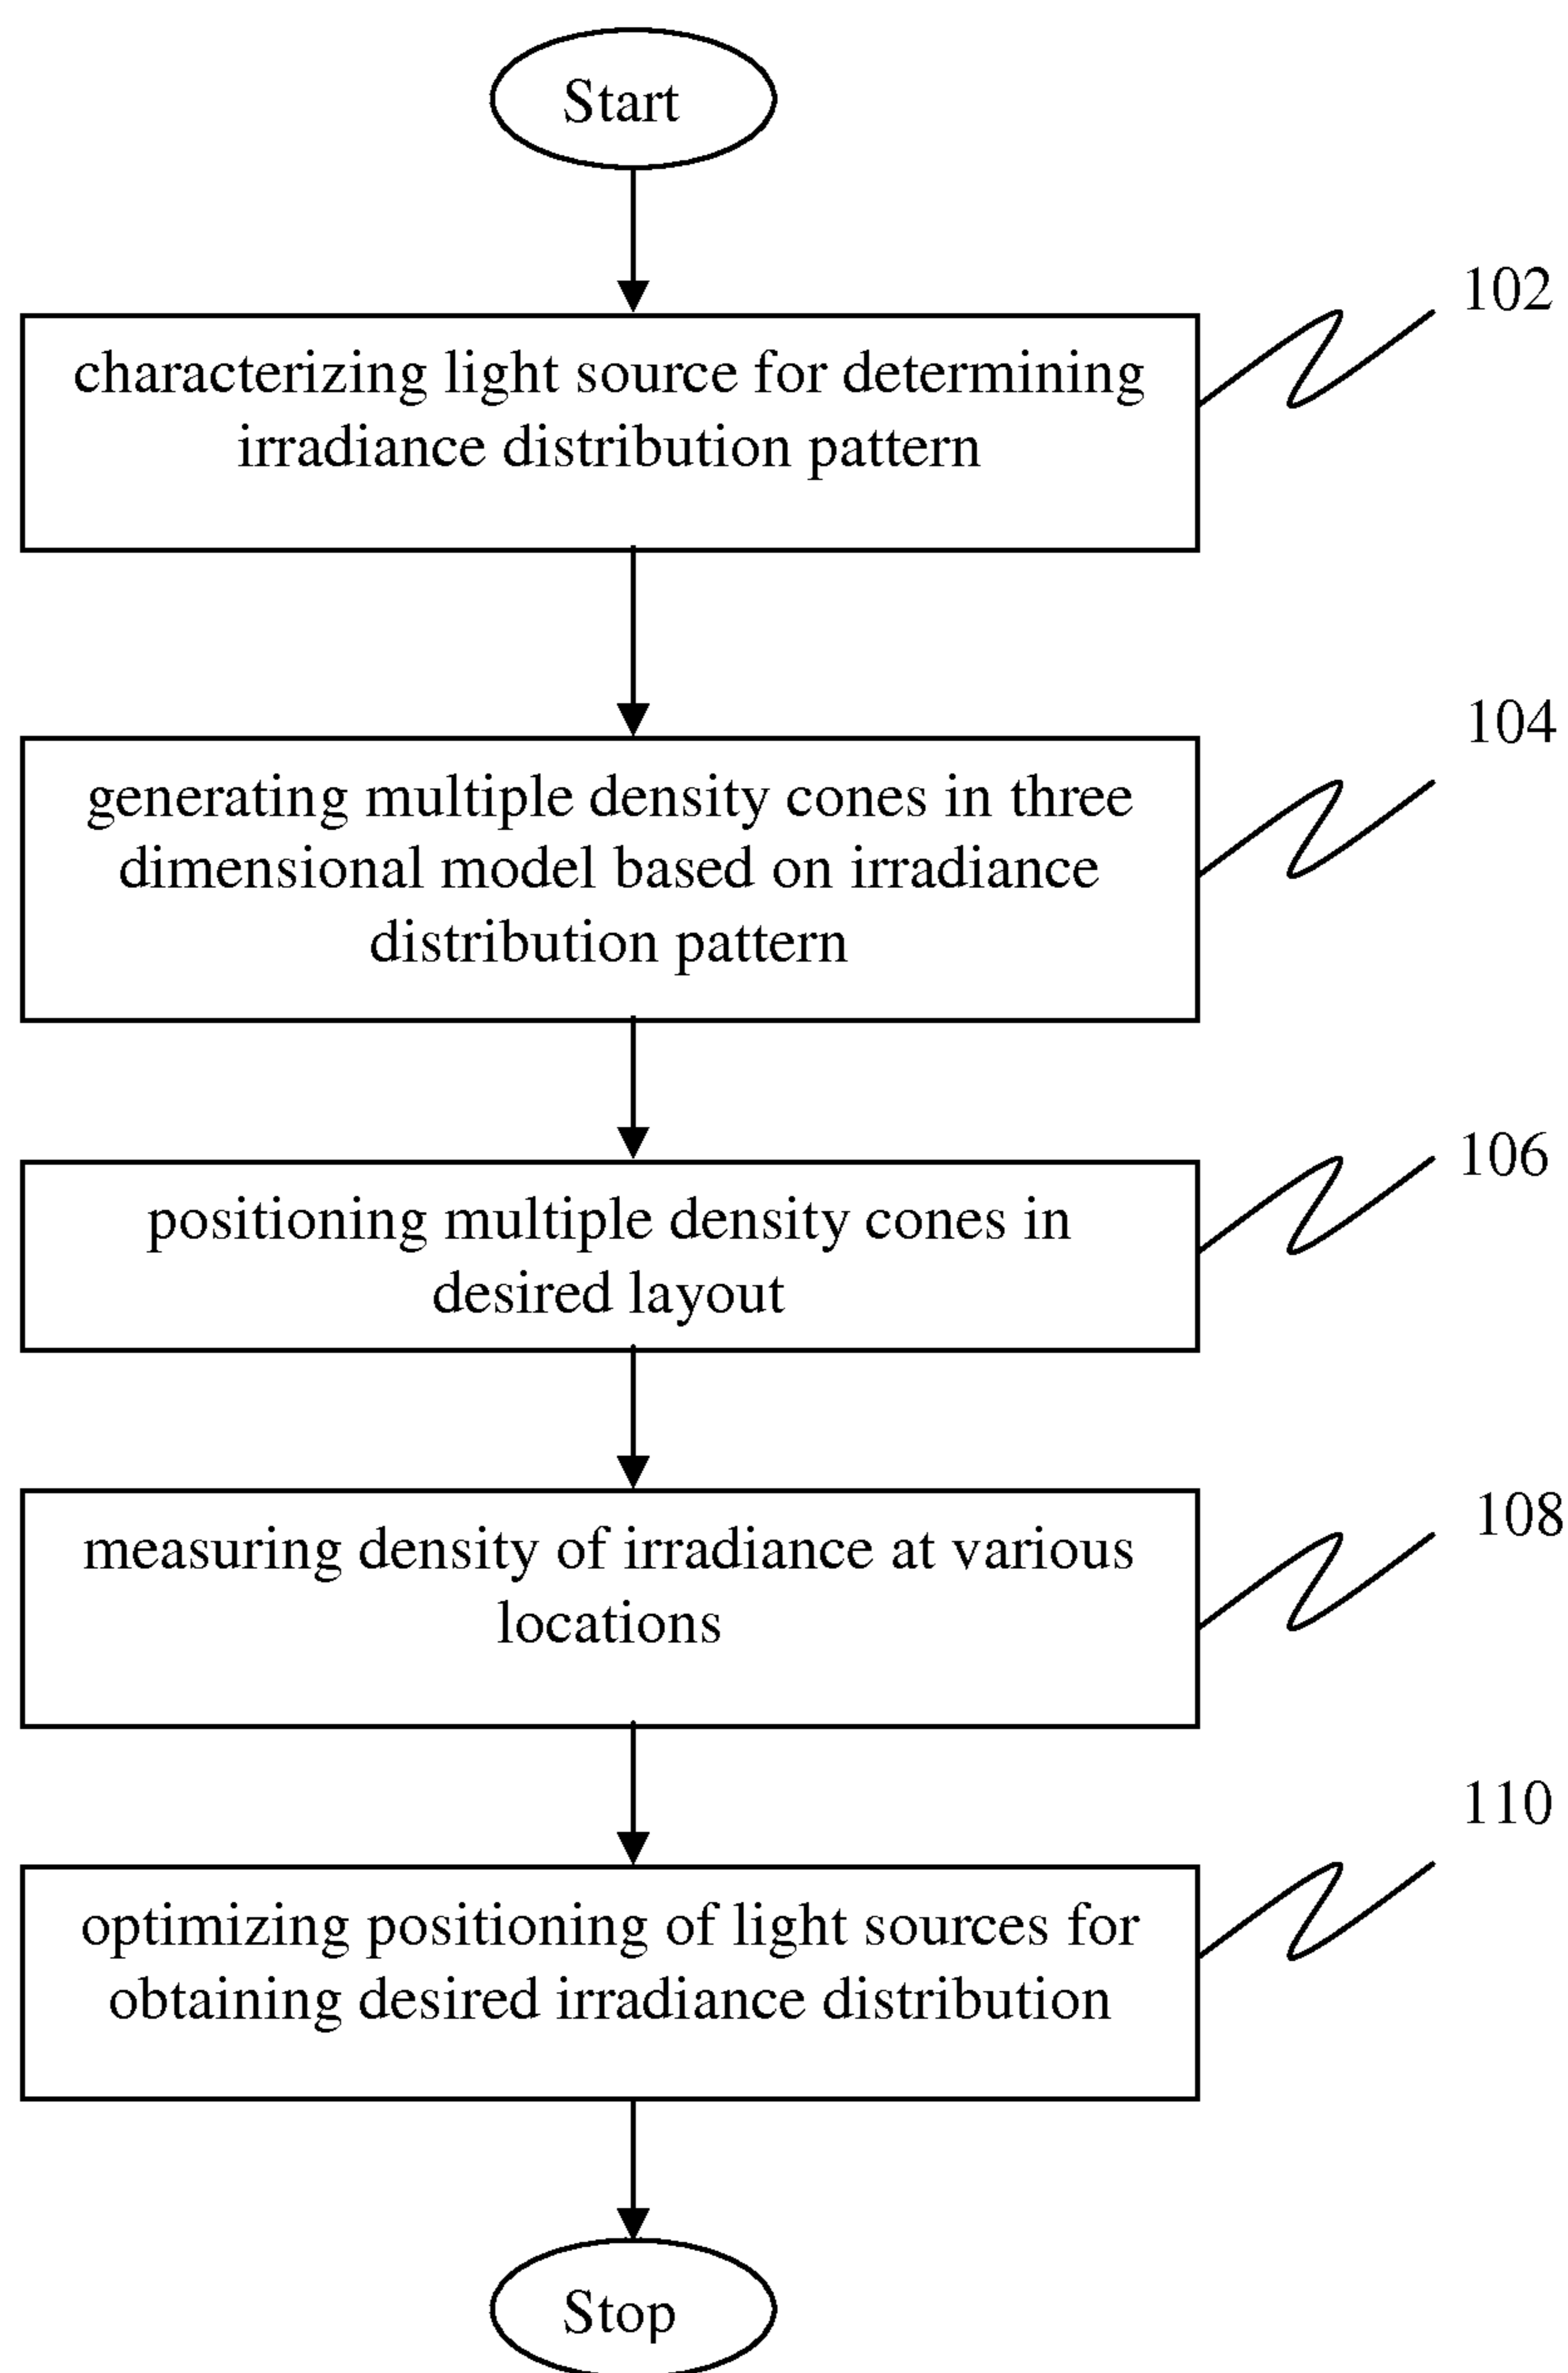 Start
102
characterizing light source for determining
irradiance distribution pattern
104
generating multiple density cones in three
dimensional model based on irradiance
distribution pattern
106
positioning multiple density cones in
desired layout
108
measuring density of irradiance at various
locations
110
optimizing positioning of light sources for
obtaining desired irradiance distribution
Stop